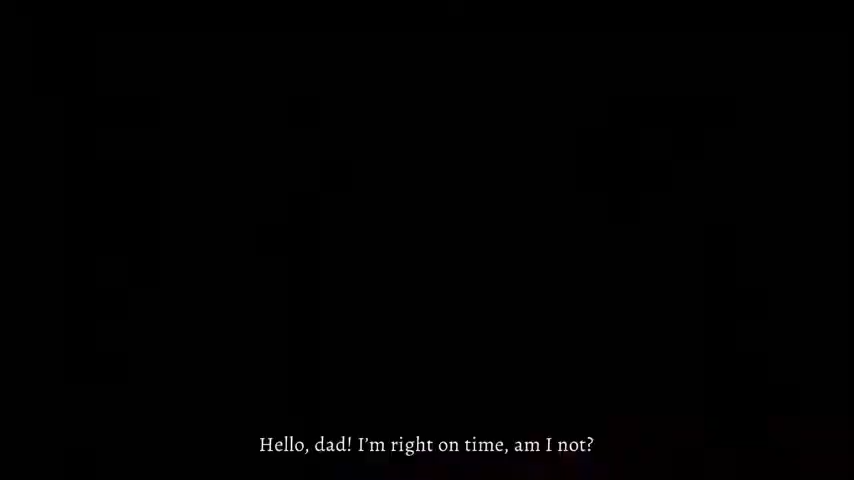 Hello, dad! I’m right on time, am I not?